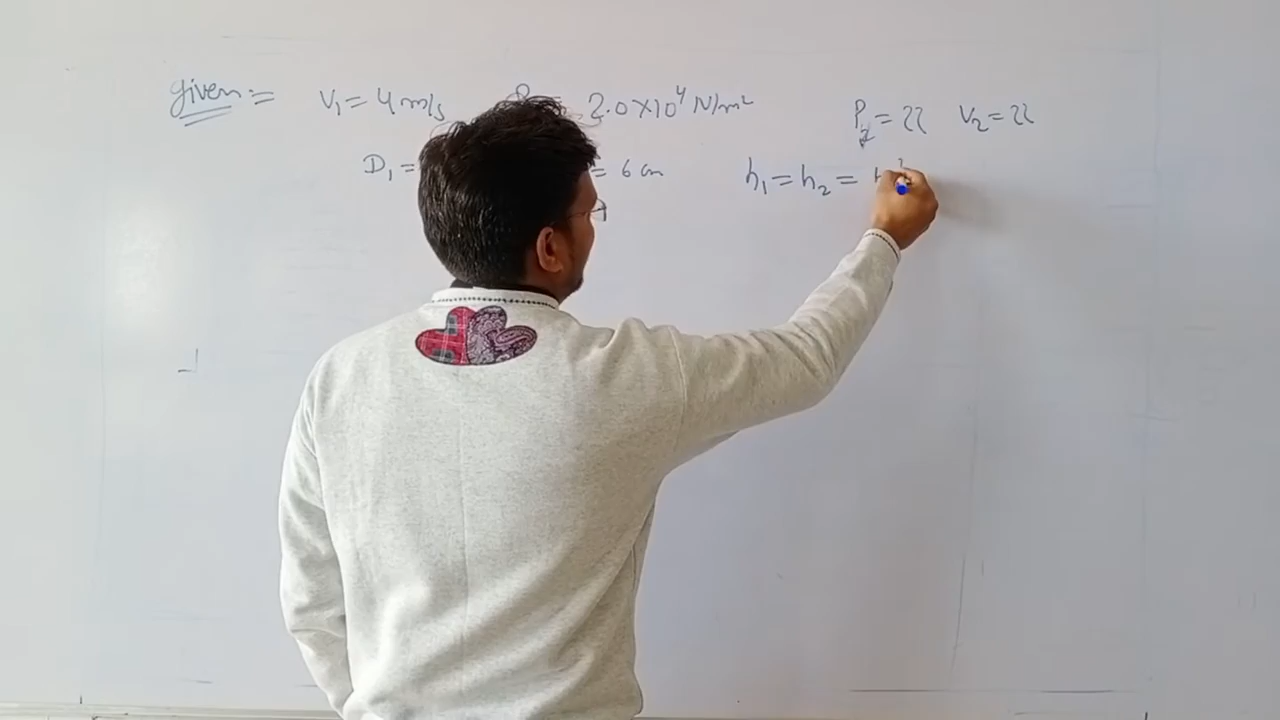 given:= V₁ = 4 m/s P 2.0×10⁴ N/m² P₂ = ?? V₂ = ??
D₁ = = 6 cm h₁ = h₂ = h